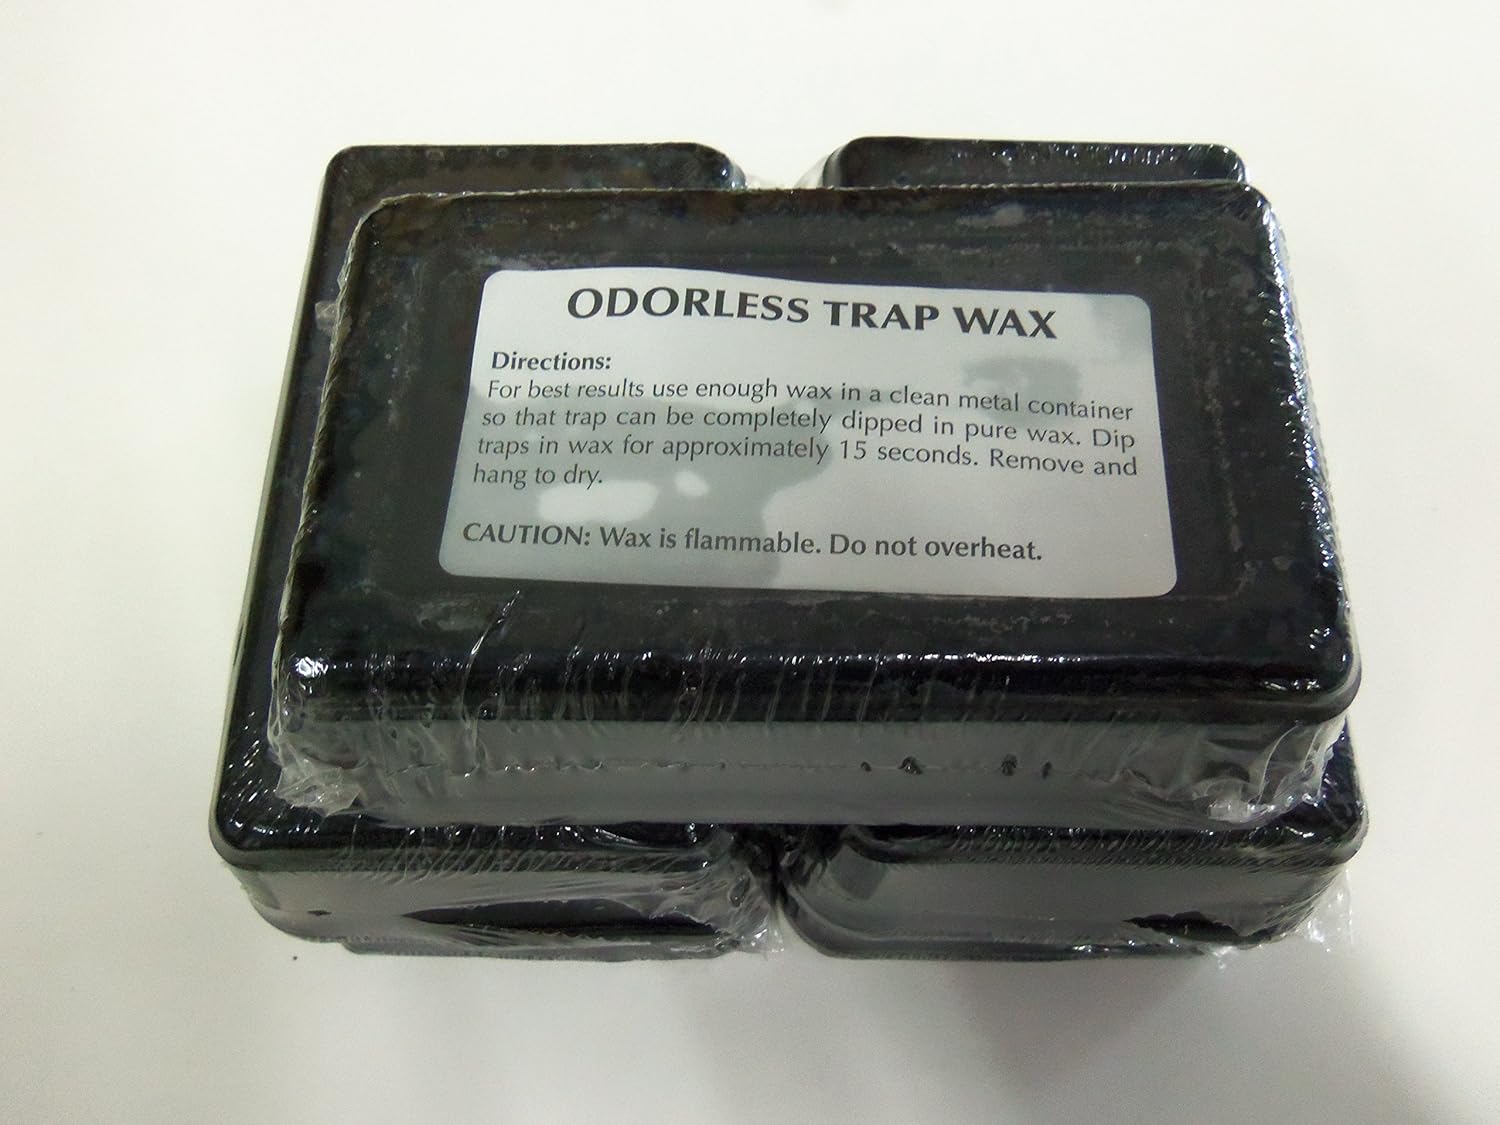 ODORLESS TRAP WAX
Directions:
For best results use enough wax in a clean metal container
so that trap can be completely dipped in pure wax. Dip
traps in wax for approximately 15 seconds. Remove and
hang to dry.
CAUTION: Wax is flammable. Do not overheat.